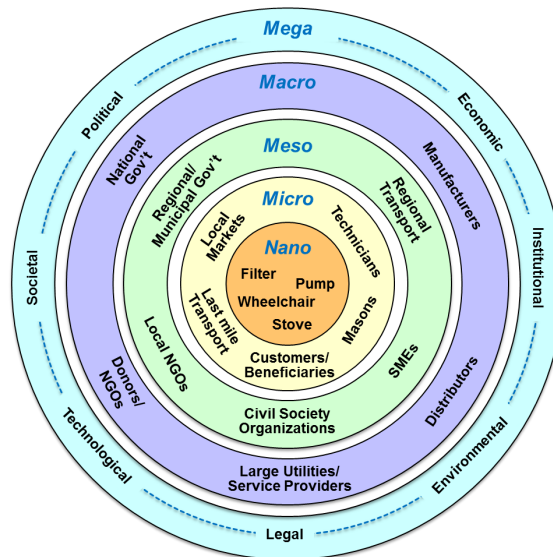 Mega
Political
Economic
Societal
Institutional
Technological
Environmental
Legal
Macro
National
Gov't
Manufacturers
Donors/
NGOs
Distributors
Large Utilities/
Service Providers
Meso
Regional/
Municipal Gov't
Regional
Transport
Local NGOs
SMEs
Civil Society
Organizations
Micro
Local
Markets
Technicians
Last mile
Transport
Masons
Customers/
Beneficiaries
Nano
Filter
Pump
Wheelchair
Stove